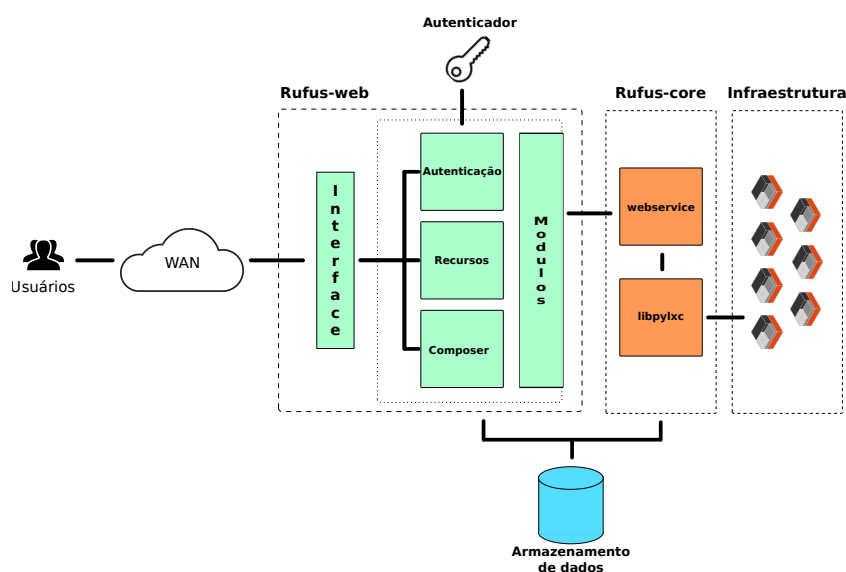 Autenticador
Rufus-web
Rufus-core
Infraestrutura
Interface
Autenticação
Modulos
webservice
Recursos
WAN
Usuários
libpylxc
Composer
Armazenamento
de dados